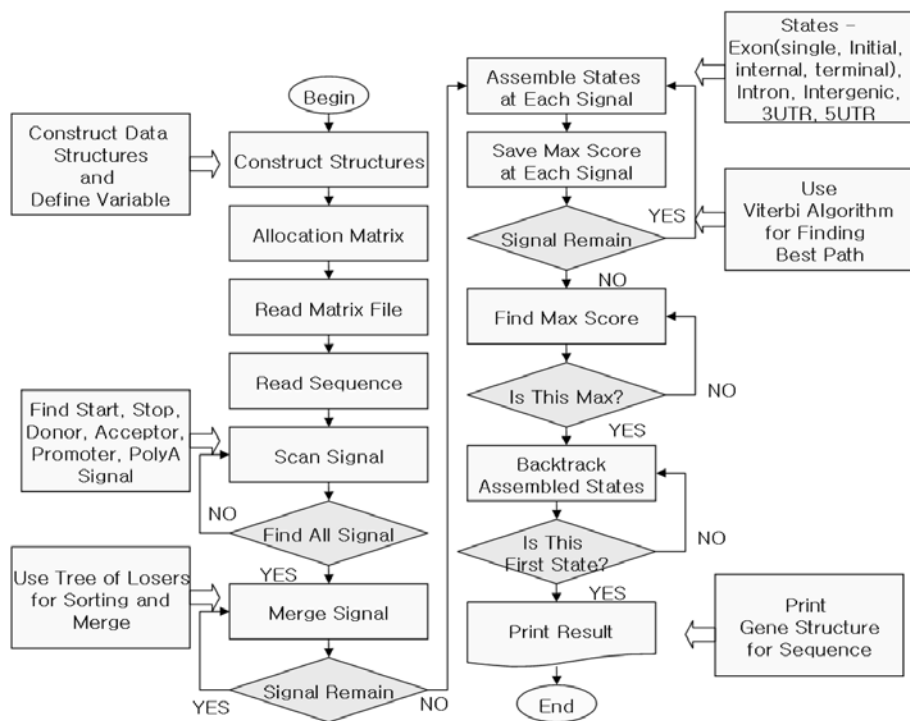 Begin
Construct Data
Structures
and
Define Variable
Construct Structures
Allocation Matrix
Read Matrix File
Read Sequence
Find Start, Stop,
Donor, Acceptor,
Promoter, PolyA
Signal
Scan Signal
NO
Find All Signal
YES
Use Tree of Losers
for Sorting and
Merge
Merge Signal
Signal Remain
YES
NO
Assemble States
at Each Signal
States -
Exon(single, Initial,
internal, terminal),
Intron, Intergenic,
3UTR, 5UTR
Save Max Score
at Each Signal
YES
Use
Viterbi Algorithm
for Finding
Best Path
Signal Remain
NO
Find Max Score
Is This Max?
NO
YES
Backtrack
Assembled States
Is This
First State?
NO
YES
Print Result
Print
Gene Structure
for Sequence
End